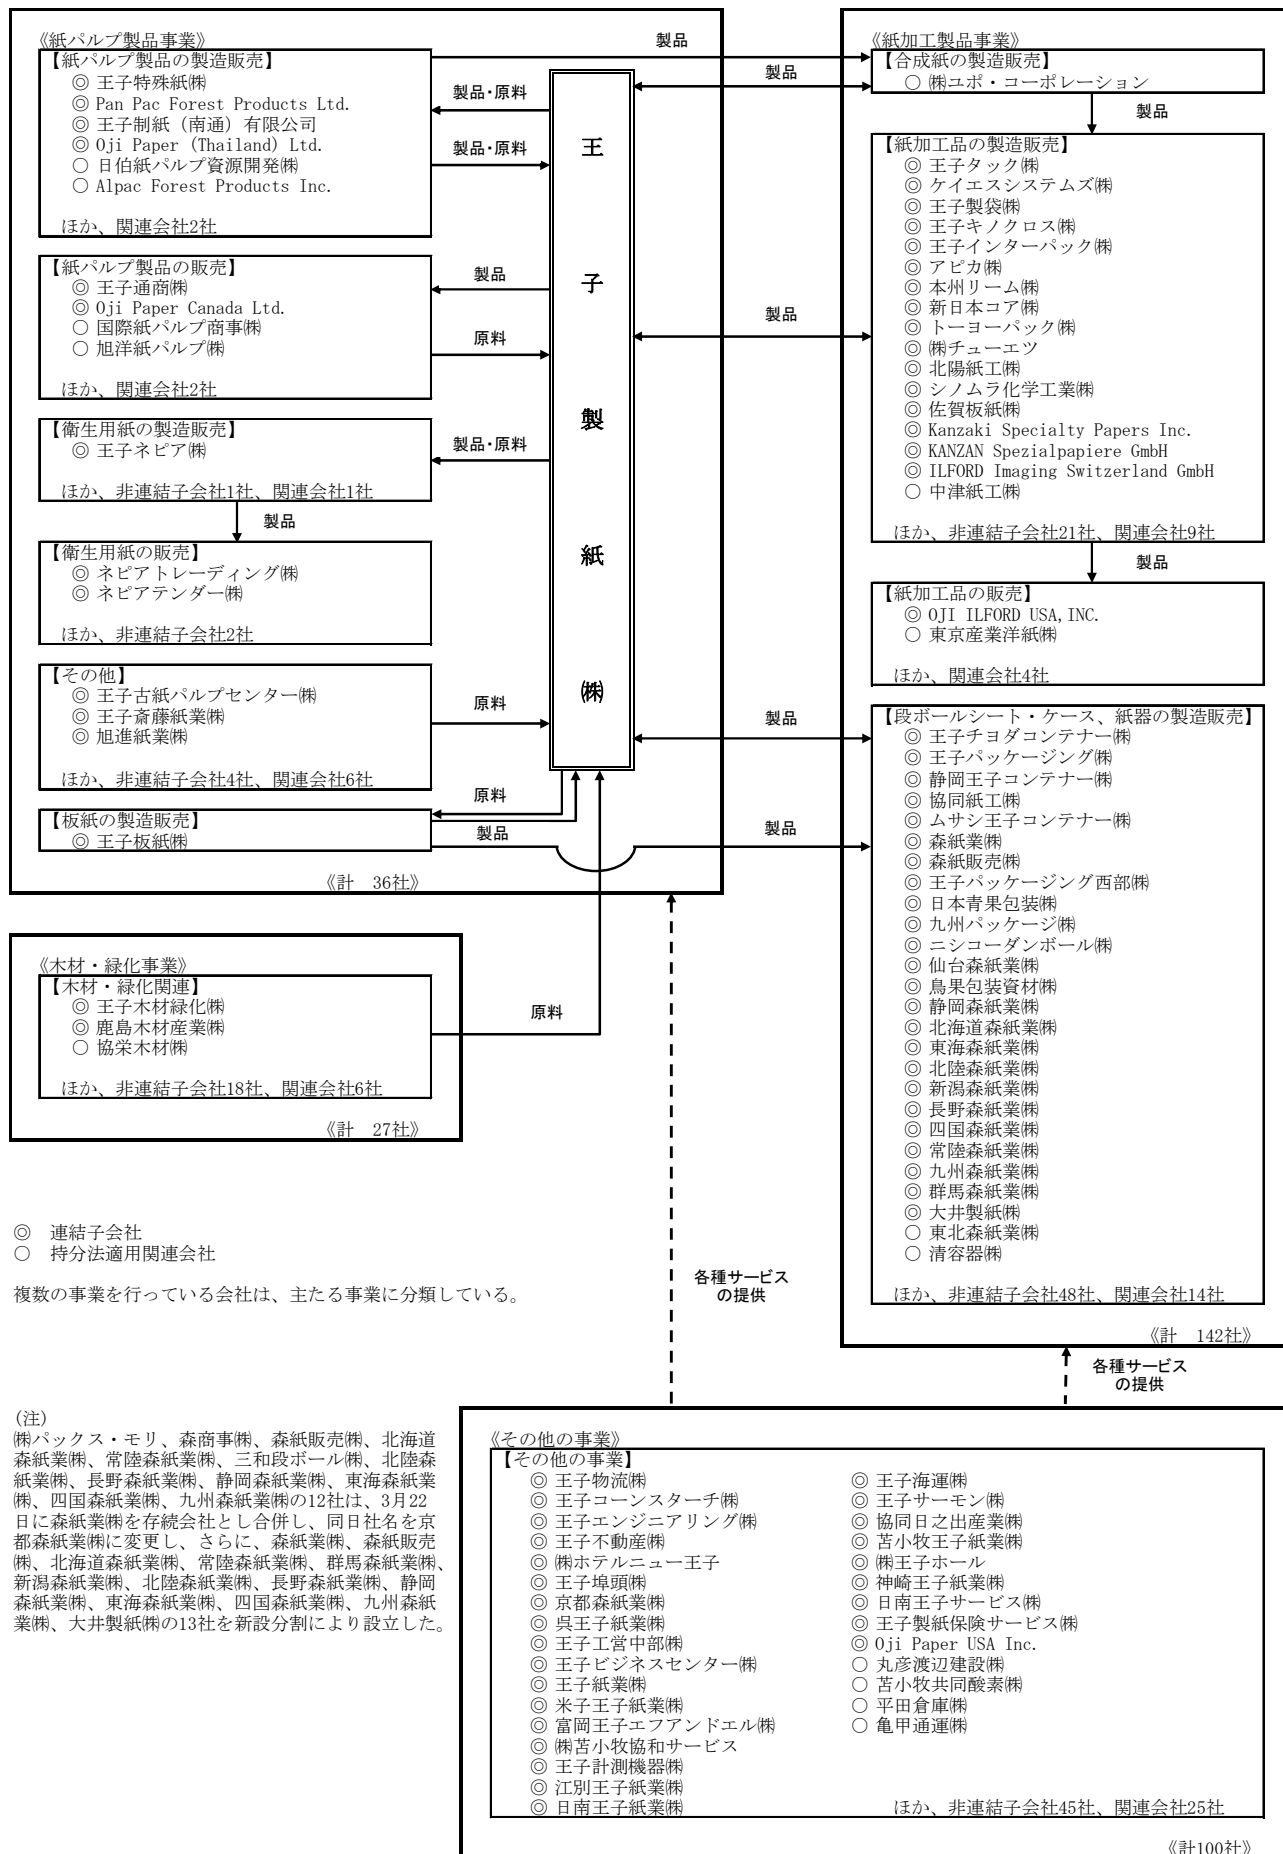 《紙パルプ製品事業》
【紙パルプ製品の製造販売】
◎ 王子特殊紙㈱
◎ Pan Pac Forest Products Ltd.
◎ 王子制紙（南通）有限公司
◎ Oji Paper (Thailand) Ltd.
○ 日伯紙パルプ資源開発㈱
○ Alpac Forest Products Inc.
ほか、関連会社2社
【紙パルプ製品の販売】
◎ 王子通商㈱
◎ Oji Paper Canada Ltd.
○ 国際紙パルプ商事㈱
○ 旭洋紙パルプ㈱
ほか、関連会社2社
【衛生用紙の製造販売】
◎ 王子ネピア㈱
ほか、非連結子会社1社、関連会社1社
製品
【衛生用紙の販売】
◎ ネピアトレーディング㈱
◎ ネピアテンダー㈱
ほか、非連結子会社2社
【その他】
◎ 王子古紙パルプセンター㈱
◎ 王子斎藤紙業㈱
◎ 旭進紙業㈱
ほか、非連結子会社4社、関連会社6社
【板紙の製造販売】
◎ 王子板紙㈱
《計　36社》
製品・原料
製品・原料
製品
原料
製品・原料
原料
原料
製品
王子製紙㈱
製品
製品
製品
製品
製品
《木材・緑化事業》
【木材・緑化関連】
◎ 王子木材緑化㈱
◎ 鹿島木材産業㈱
○ 協栄木材㈱
ほか、非連結子会社18社、関連会社6社
《計　27社》
原料
《紙加工製品事業》
【合成紙の製造販売】
○ ㈱ユポ・コーポレーション
製品
【紙加工品の製造販売】
◎ 王子タック㈱
◎ ケイエスシステムズ㈱
◎ 王子製袋㈱
◎ 王子キノクロス㈱
◎ 王子インターパック㈱
◎ アピカ㈱
◎ 本州リーム㈱
◎ 新日本コア㈱
◎ トーヨーパック㈱
◎ ㈱チューエツ
◎ 北陽紙工㈱
◎ シノムラ化学工業㈱
◎ 佐賀板紙㈱
◎ Kanzaki Specialty Papers Inc.
◎ KANZAN Spezialpapiere GmbH
◎ ILFORD Imaging Switzerland GmbH
○ 中津紙工㈱
ほか、非連結子会社21社、関連会社9社
製品
【紙加工品の販売】
◎ OJI ILFORD USA,INC.
○ 東京産業洋紙㈱
ほか、関連会社4社
【段ボールシート・ケース、紙器の製造販売】
◎ 王子チヨダコンテナー㈱
◎ 王子パッケージング㈱
◎ 静岡王子コンテナー㈱
◎ 協同紙工㈱
◎ ムサシ王子コンテナー㈱
◎ 森紙業㈱
◎ 森紙販売㈱
◎ 王子パッケージング西部㈱
◎ 日本青果包装㈱
◎ 九州パッケージ㈱
◎ ニシコーダンボール㈱
◎ 仙台森紙業㈱
◎ 鳥果包装資材㈱
◎ 静岡森紙業㈱
◎ 北海道森紙業㈱
◎ 東海森紙業㈱
◎ 北陸森紙業㈱
◎ 新潟森紙業㈱
◎ 長野森紙業㈱
◎ 四国森紙業㈱
◎ 常陸森紙業㈱
◎ 九州森紙業㈱
◎ 群馬森紙業㈱
◎ 大井製紙㈱
○ 東北森紙業㈱
○ 清容器㈱
ほか、非連結子会社48社、関連会社14社
《計　142社》
◎　連結子会社
○　持分法適用関連会社
複数の事業を行っている会社は、主たる事業に分類している。
各種サービス
の提供
各種サービス
の提供
(注)
㈱パックス・モリ、森商事㈱、森紙販売㈱、北海道
森紙業㈱、常陸森紙業㈱、三和段ボール㈱、北陸森
紙業㈱、長野森紙業㈱、静岡森紙業㈱、東海森紙業
㈱、四国森紙業㈱、九州森紙業㈱の12社は、3月22
日に森紙業㈱を存続会社とし合併し、同日社名を京
都森紙業㈱に変更し、さらに、森紙業㈱、森紙販売
㈱、北海道森紙業㈱、常陸森紙業㈱、群馬森紙業㈱、
新潟森紙業㈱、北陸森紙業㈱、長野森紙業㈱、静岡
森紙業㈱、東海森紙業㈱、四国森紙業㈱、九州森紙
業㈱、大井製紙㈱の13社を新設分割により設立した。
《その他の事業》
【その他の事業】
◎ 王子物流㈱
◎ 王子コーンスターチ㈱
◎ 王子エンジニアリング㈱
◎ 王子不動産㈱
◎ ㈱ホテルニュー王子
◎ 王子埠頭㈱
◎ 京都森紙業㈱
◎ 呉王子紙業㈱
◎ 王子工営中部㈱
◎ 王子ビジネスセンター㈱
◎ 王子紙業㈱
◎ 米子王子紙業㈱
◎ 富岡王子エフアンドエル㈱
◎ ㈱苫小牧協和サービス
◎ 王子計測機器㈱
◎ 江別王子紙業㈱
◎ 日南王子紙業㈱
◎ 王子海運㈱
◎ 王子サーモン㈱
◎ 協同日之出産業㈱
◎ 苫小牧王子紙業㈱
◎ ㈱王子ホール
◎ 神崎王子紙業㈱
◎ 日南王子サービス㈱
◎ 王子製紙保険サービス㈱
◎ Oji Paper USA Inc.
○ 丸彦渡辺建設㈱
○ 苫小牧共同酸素㈱
○ 平田倉庫㈱
○ 亀甲通運㈱
ほか、非連結子会社45社、関連会社25社
《計100社》